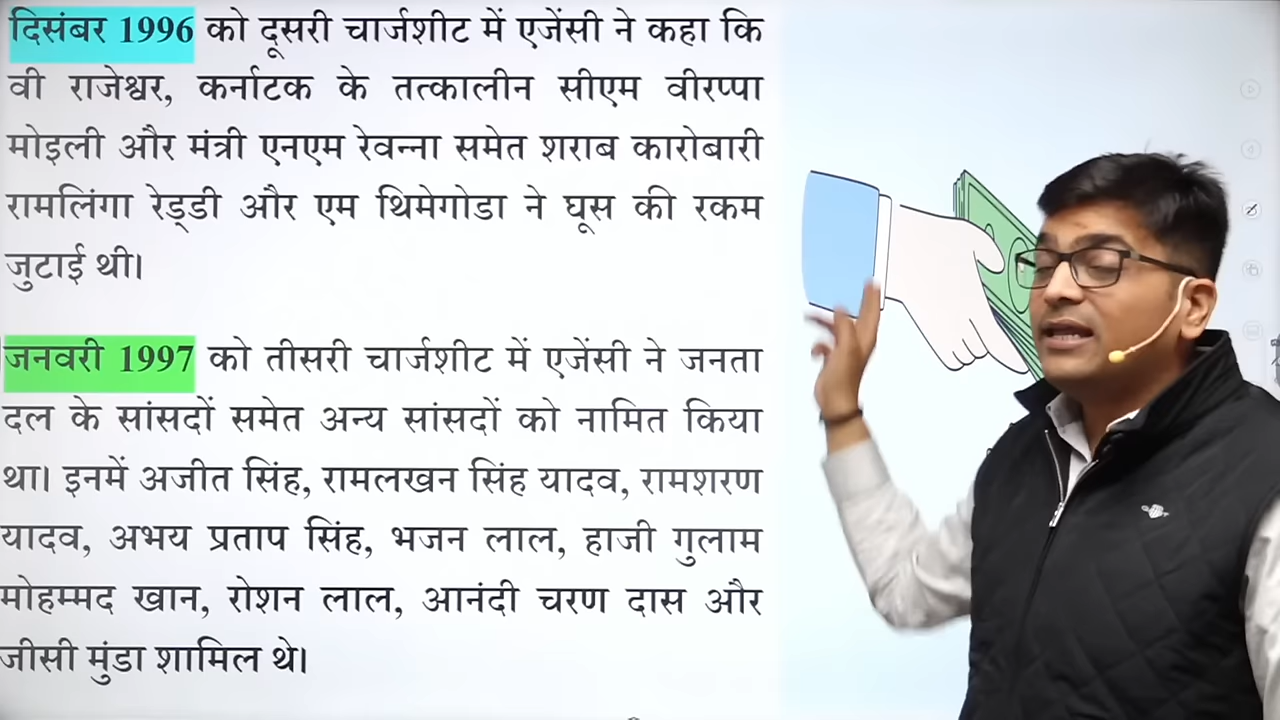 दिसंबर 1996 को दूसरी चार्जशीट में एजेंसी ने कहा कि
वी राजेश्वर, कर्नाटक के तत्कालीन सीएम वीरप्पा
मोइली और मंत्री एनएम रेवन्ना समेत शराब कारोबारी
रामलिंगा रेड्डी और एम थिमेगोडा ने घूस की रकम
जुटाई थी।
जनवरी 1997 को तीसरी चार्जशीट में एजेंसी ने जनता
दल के सांसदों समेत अन्य सांसदों को नामित किया
था। इनमें अजीत सिंह, रामलखन सिंह यादव, रामशरण
यादव, अभय प्रताप सिंह, भजन लाल, हाजी गुलाम
मोहम्मद खान, रोशन लाल, आनंदी चरण दास और
जीसी मुंडा शामिल थे।